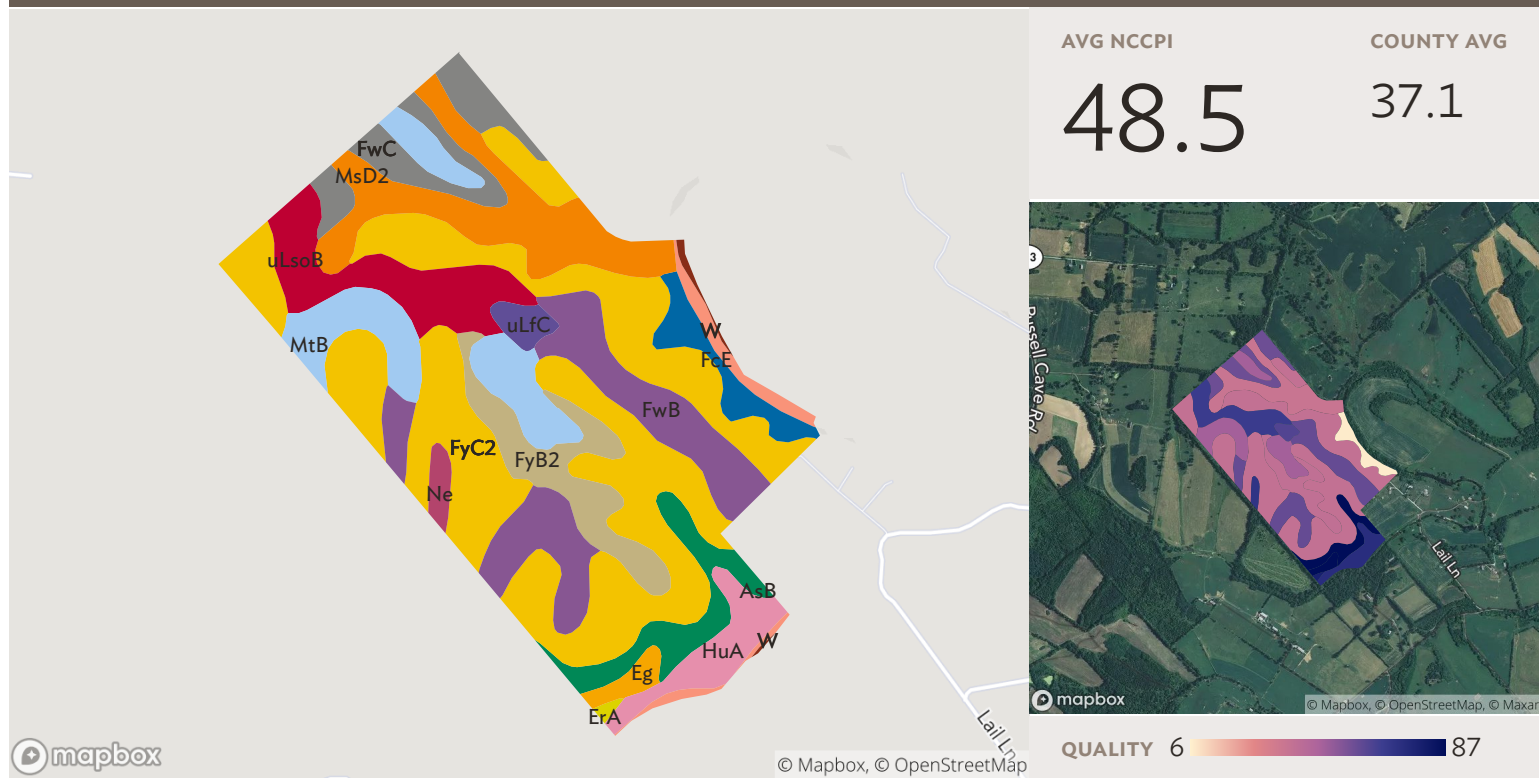 AVG NCCPI
COUNTY AVG
48.5
37.1
FwC
MsD2
uLsoB
uLfC
MtB
W
FcE
FwB
FyC2
FyB2
Ne
AsB
W
HuA
Eg
ErA
Lail Ln
mapbox
© Mapbox, © OpenStreetMap
3
Russell Cave Rd
Lail Ln
mapbox
© Mapbox, © OpenStreetMap, © Maxar
QUALITY 6 87